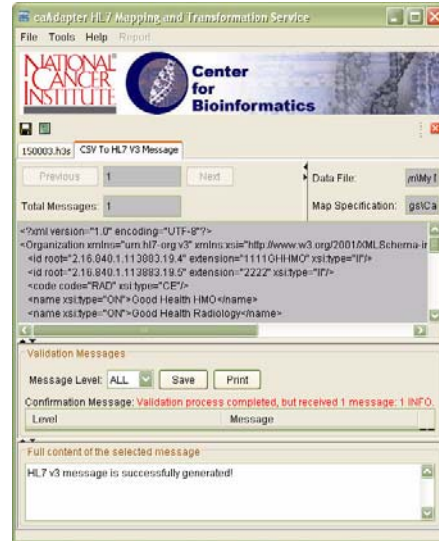 caAdapter HL7 Mapping and Transformation Service
File Tools Help Report
NATIONAL
CANCER
INSTITUTE
Center
for
Bioinformatics
150003.h3s CSV To HL7 V3 Message
Previous 1 Next
Data File:
Total Messages: 1
Map Specification: gs\Ca
<?xml version="1.0" encoding="UTF-8"?>
<Organization xmlns="urn:hl7-org:v3" xmlns:xsi="http://www.w3.org/2001/XMLSchema-in
<id root="2.16.840.1.113883.19.4" extension="1111GHHMO" xsi:type="II"/>
<id root="2.16.840.1.113883.19.5" extension="2222" xsi:type="II"/>
<code code="RAD" xsi:type="CE"/>
<name xsi:type="ON">Good Health HMO</name>
<name xsi:type="ON">Good Health Radiology</name>
Validation Messages
Message Level: ALL Save Print
Confirmation Message: Validation process completed, but received 1 message: 1 INFO.
Level Message
Full content of the selected message
HL7 v3 message is successfully generated!